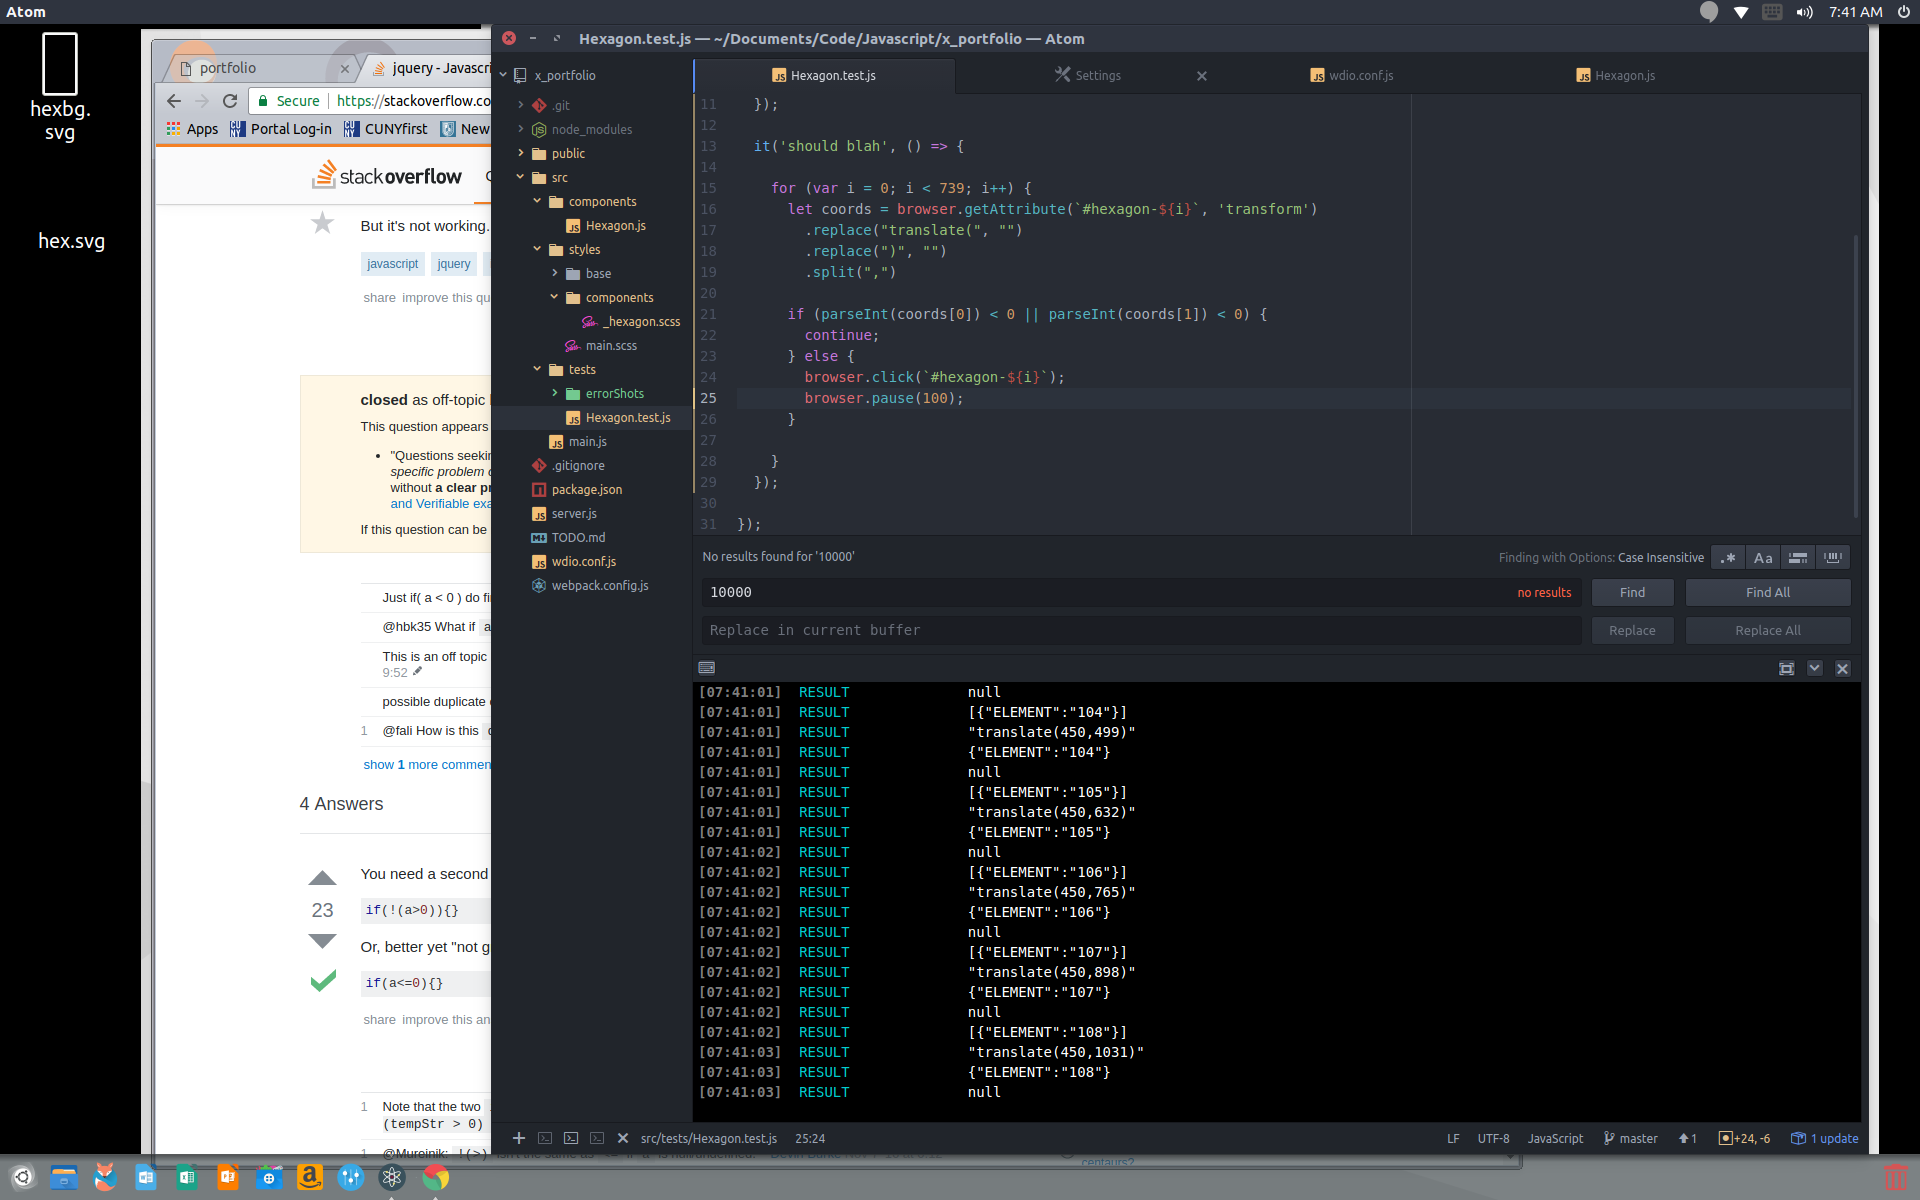 Atom
7:41 AM
hexbg.
svg
hex.svg
portfolio
jquery - Javascri
Secure
https://stackoverflow.co
Apps
Portal Log-in
CUNYfirst
New
stackoverflow
But it's not working.
javascript
jquery
share improve this qu
closed as off-topic
This question appears
"Questions seekin
specific problem
without a clear pr
and Verifiable exa
If this question can be
Just if( a < 0 ) do fi
@hbk35 What if a
This is an off topic
9:52
possible duplicate
1 @fali How is this
show 1 more commen
4 Answers
You need a second
23
if(!(a>0)){}
Or, better yet "not g
if(a<=0){}
share improve this an
1 Note that the two
(tempStr > 0)
1 @Mureinik: !(>)
centaurs?
Hexagon.test.js — ~/Documents/Code/Javascript/x_portfolio — Atom
x_portfolio
.git
node_modules
public
src
components
Hexagon.js
styles
base
components
_hexagon.scss
main.scss
tests
errorShots
Hexagon.test.js
main.js
.gitignore
package.json
server.js
TODO.md
wdio.conf.js
webpack.config.js
Hexagon.test.js
Settings
wdio.conf.js
Hexagon.js
11 });
12
13 it('should blah', () => {
14
15 for (var i = 0; i < 739; i++) {
16 let coords = browser.getAttribute(`#hexagon-${i}`, 'transform')
17 .replace("translate(", "")
18 .replace(")", "")
19 .split(",")
20
21 if (parseInt(coords[0]) < 0 || parseInt(coords[1]) < 0) {
22 continue;
23 } else {
24 browser.click(`#hexagon-${i}`);
25 browser.pause(100);
26 }
27
28 }
29 });
30
31 });
No results found for '10000'
Finding with Options: Case Insensitive
.*
Aa
10000
no results
Find
Find All
Replace in current buffer
Replace
Replace All
[07:41:01] RESULT null
[07:41:01] RESULT [{"ELEMENT":"104"}]
[07:41:01] RESULT "translate(450,499)"
[07:41:01] RESULT {"ELEMENT":"104"}
[07:41:01] RESULT null
[07:41:01] RESULT [{"ELEMENT":"105"}]
[07:41:01] RESULT "translate(450,632)"
[07:41:01] RESULT {"ELEMENT":"105"}
[07:41:02] RESULT null
[07:41:02] RESULT [{"ELEMENT":"106"}]
[07:41:02] RESULT "translate(450,765)"
[07:41:02] RESULT {"ELEMENT":"106"}
[07:41:02] RESULT null
[07:41:02] RESULT [{"ELEMENT":"107"}]
[07:41:02] RESULT "translate(450,898)"
[07:41:02] RESULT {"ELEMENT":"107"}
[07:41:02] RESULT null
[07:41:02] RESULT [{"ELEMENT":"108"}]
[07:41:03] RESULT "translate(450,1031)"
[07:41:03] RESULT {"ELEMENT":"108"}
[07:41:03] RESULT null
src/tests/Hexagon.test.js 25:24
LF
UTF-8
JavaScript
master
1
+24, -6
1 update